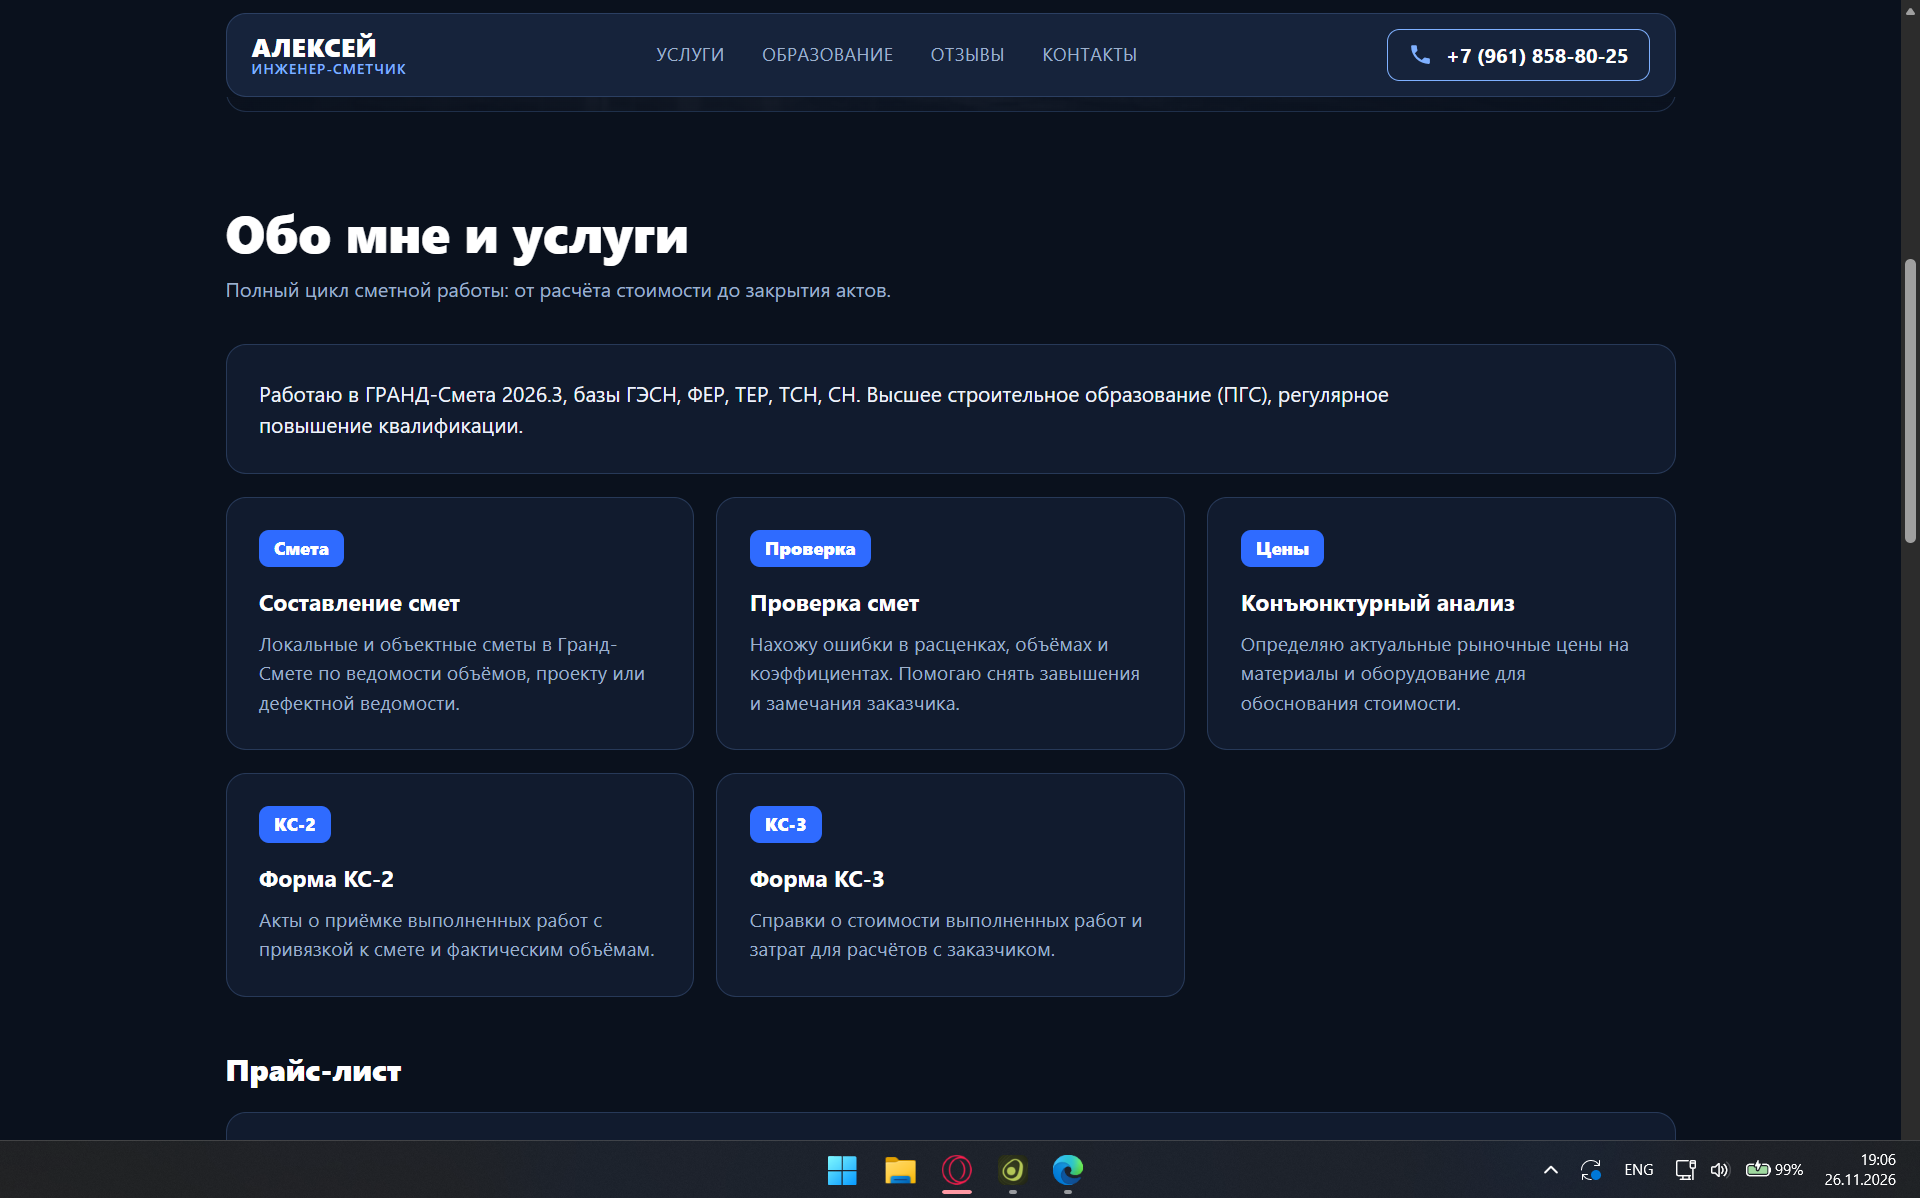 АЛЕКСЕЙ
ИНЖЕНЕР-СМЕТЧИК
УСЛУГИ
ОБРАЗОВАНИЕ
ОТЗЫВЫ
КОНТАКТЫ
+7 (961) 858-80-25
Обо мне и услуги
Полный цикл сметной работы: от расчёта стоимости до закрытия актов.
Работаю в ГРАНД-Смета 2026.3, базы ГЭСН, ФЕР, ТЕР, ТСН, СН. Высшее строительное образование (ПГС), регулярное
повышение квалификации.
Смета
Составление смет
Локальные и объектные сметы в Гранд-
Смете по ведомости объёмов, проекту или
дефектной ведомости.
Проверка
Проверка смет
Нахожу ошибки в расценках, объёмах и
коэффициентах. Помогаю снять завышения
и замечания заказчика.
Цены
Конъюнктурный анализ
Определяю актуальные рыночные цены на
материалы и оборудование для
обоснования стоимости.
КС-2
Форма КС-2
Акты о приёмке выполненных работ с
привязкой к смете и фактическим объёмам.
КС-3
Форма КС-3
Справки о стоимости выполненных работ и
затрат для расчётов с заказчиком.
Прайс-лист
ENG
99%
19:06
26.11.2026